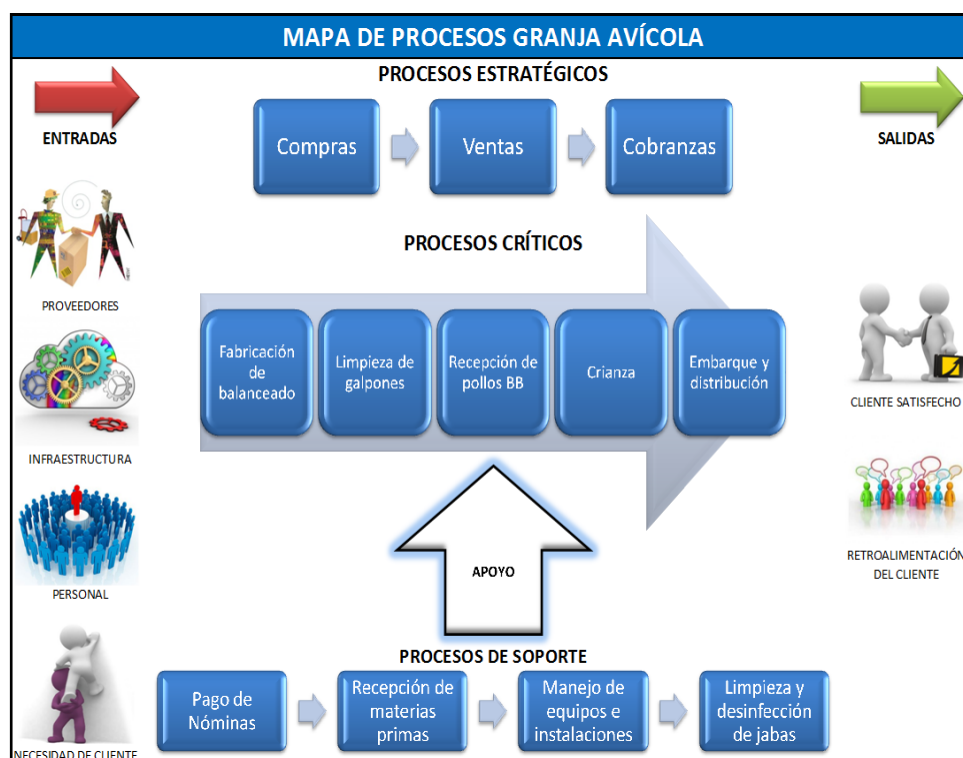 MAPA DE PROCESOS GRANJA AVÍCOLA
PROCESOS ESTRATÉGICOS
ENTRADAS
Compras
Ventas
Cobranzas
SALIDAS
PROVEEDORES
INFRAESTRUCTURA
PERSONAL
NECESIDAD DE CLIENTE
PROCESOS CRÍTICOS
Fabricación
de
balanceado
Limpieza de
galpones
Recepción de
pollos BB
Crianza
Embarque y
distribución
CLIENTE SATISFECHO
RETROALIMENTACIÓN
DEL CLIENTE
APOYO
PROCESOS DE SOPORTE
Pago de
Nóminas
Recepción de
materias
primas
Manejo de
equipos e
instalaciones
Limpieza y
desinfección
de jabas